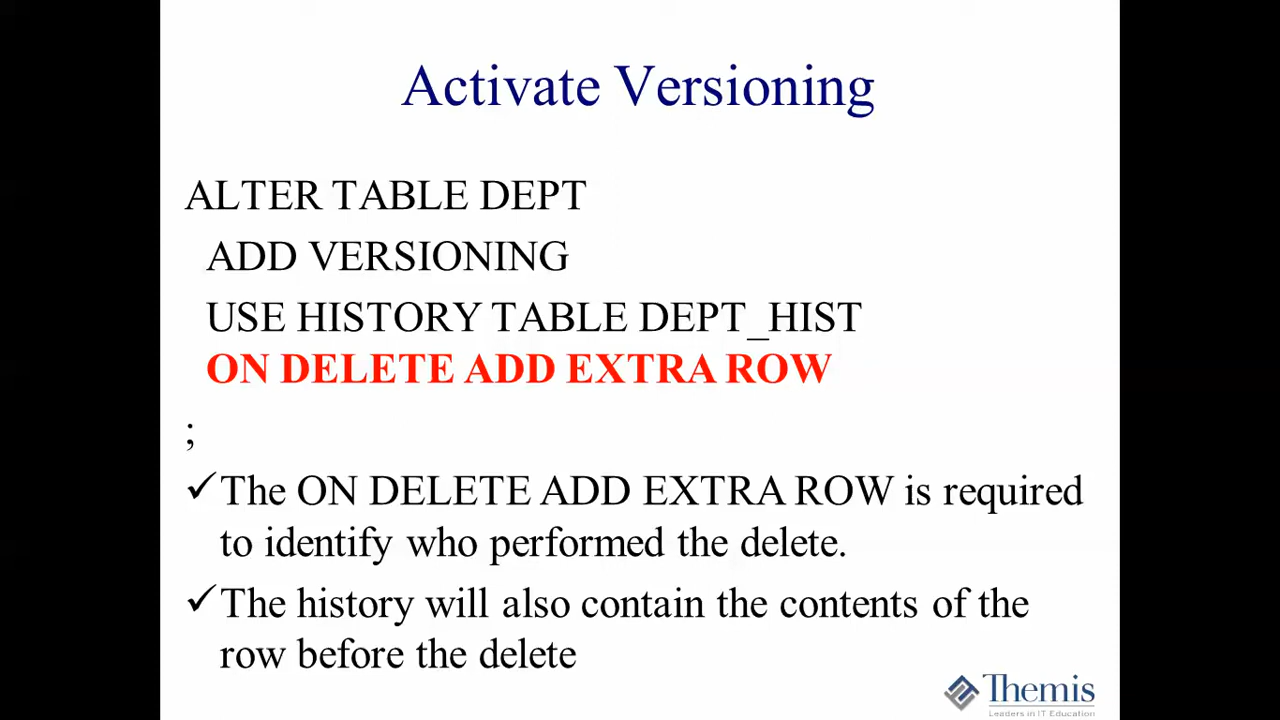 Activate Versioning
ALTER TABLE DEPT
ADD VERSIONING
USE HISTORY TABLE DEPT_HIST
ON DELETE ADD EXTRA ROW
;
✓The ON DELETE ADD EXTRA ROW is required
to identify who performed the delete.
✓The history will also contain the contents of the
row before the delete
Themis
Leaders in IT Education